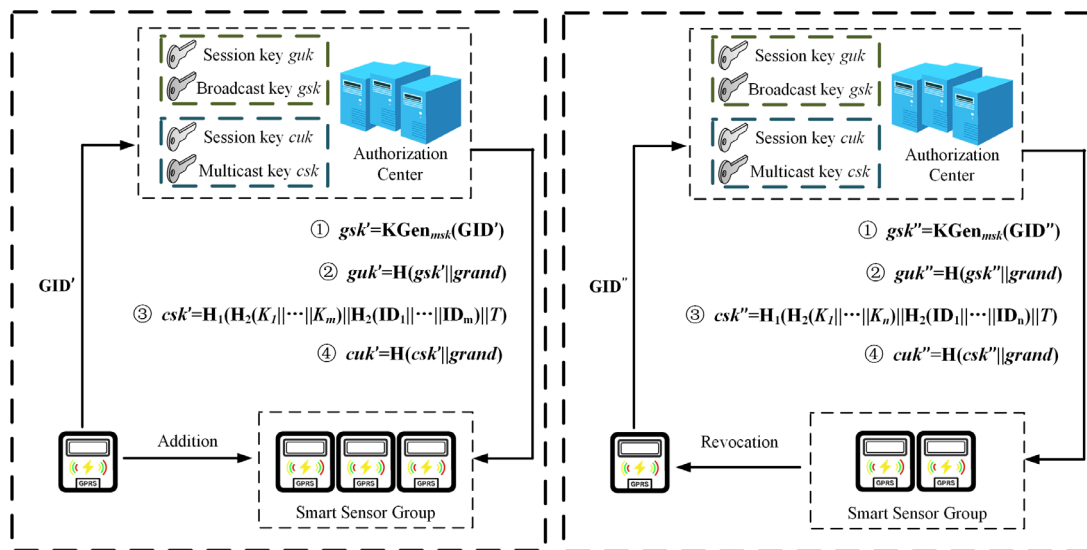 Session key guk
Broadcast key gsk
Session key cuk
Multicast key csk
Authorization
Center
GID'
① gsk'=KGenmsk(GID')
② guk'=H(gsk'||grand)
③ csk'=H₁(H₂(K₁||···||Kₘ)||H₂(ID₁||···||IDₘ)||T)
④ cuk'=H(csk'||grand)
Addition
GPRS
GPRS
GPRS
GPRS
Smart Sensor Group
Session key guk
Broadcast key gsk
Session key cuk
Multicast key csk
Authorization
Center
GID''
① gsk''=KGenmsk(GID'')
② guk''=H(gsk''||grand)
③ csk''=H₁(H₂(K₁||···||Kₙ)||H₂(ID₁||···||IDₙ)||T)
④ cuk''=H(csk''||grand)
Revocation
GPRS
GPRS
GPRS
Smart Sensor Group